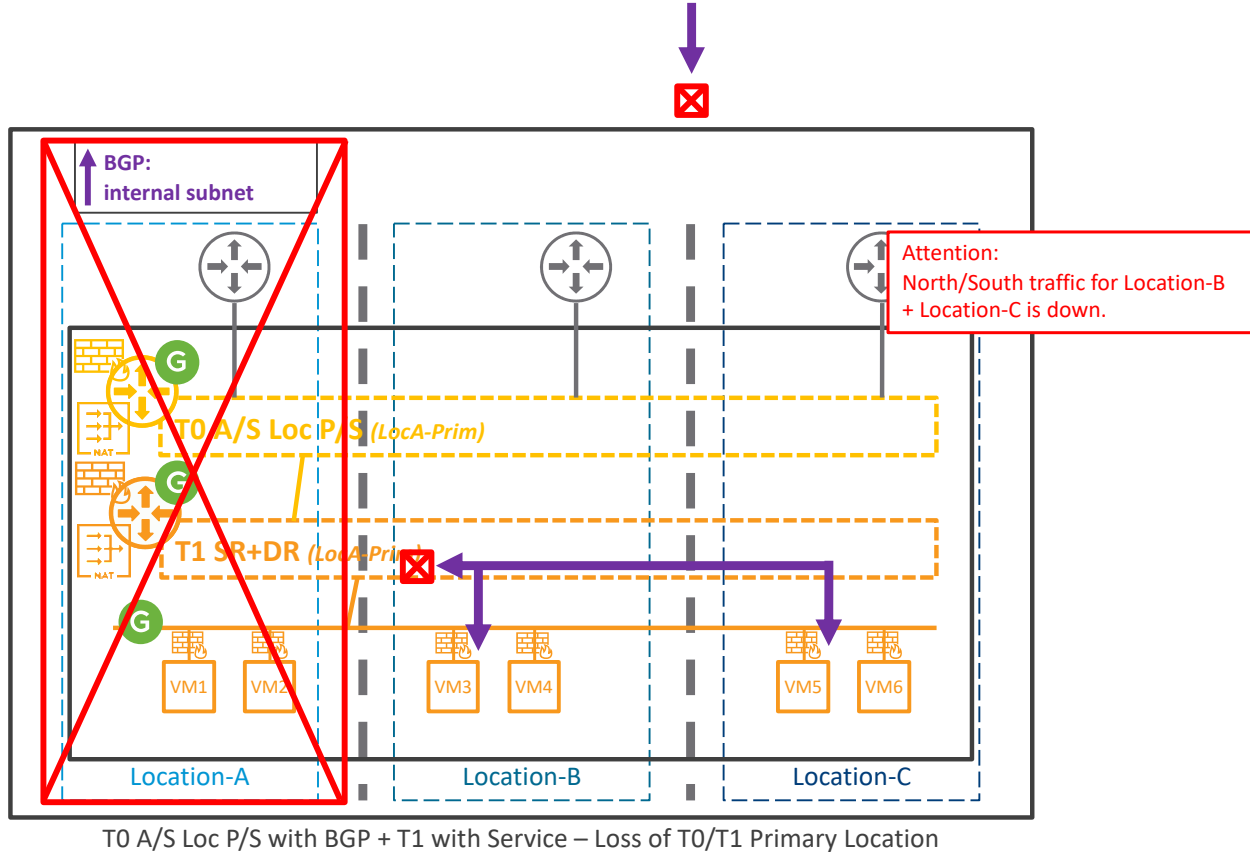 BGP:
internal subnet
Attention:
North/South traffic for Location-B
+ Location-C is down.
G
T0 A/S Loc P/S (LocA-Prim)
NAT
G
T1 SR+DR (LocA-Prim)
NAT
G
VM1
VM2
VM3
VM4
VM5
VM6
Location-A
Location-B
Location-C
T0 A/S Loc P/S with BGP + T1 with Service – Loss of T0/T1 Primary Location